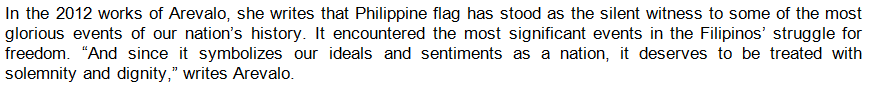 In the 2012 works of Arevalo, she writes that Philippine flag has stood as the silent witness to some of the most
glorious events of our nation’s history. It encountered the most significant events in the Filipinos’ struggle for
freedom. “And since it symbolizes our ideals and sentiments as a nation, it deserves to be treated with
solemnity and dignity,” writes Arevalo.